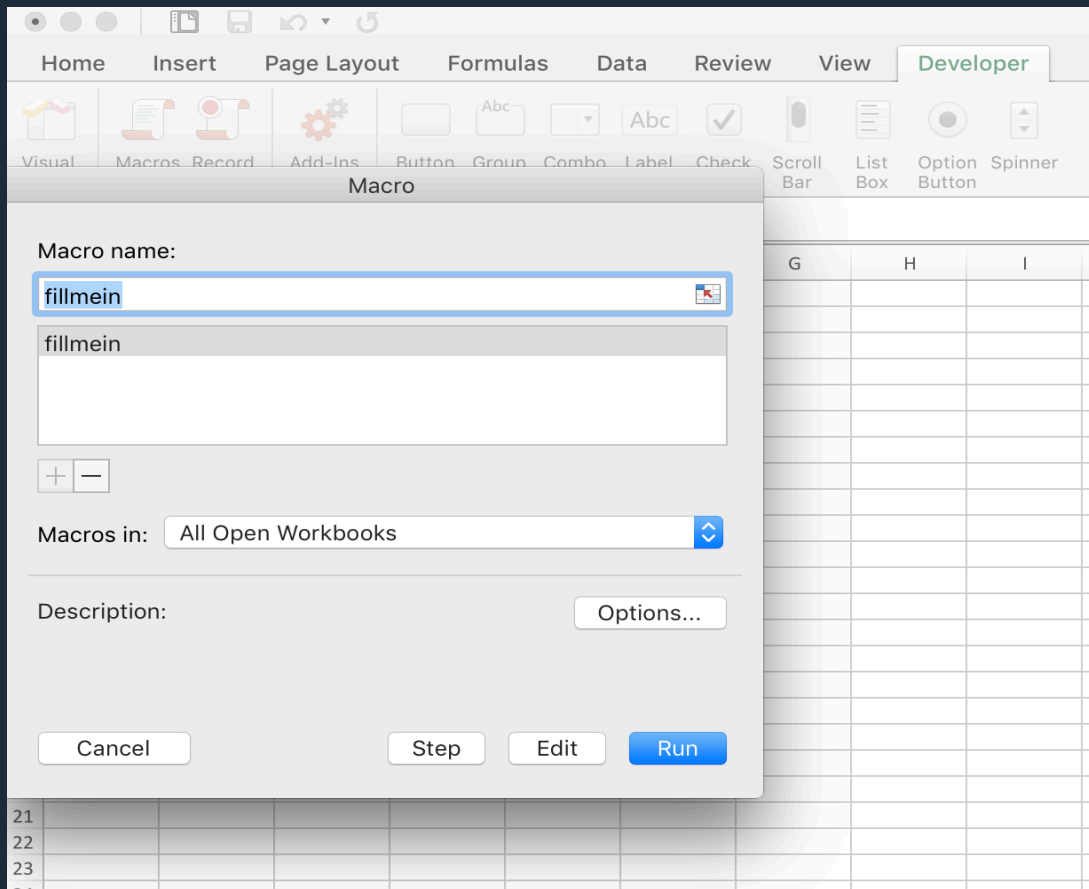 Home Insert Page Layout Formulas Data Review View Developer
Abc
Abc
Visual Macros Record Add-Ins Button Group Combo Label Check Scroll Bar List Box Option Button Spinner
Macro
Macro name:
fillmein
fillmein
Macros in: All Open Workbooks
Description:
Options...
Cancel Step Edit Run
G H I
21
22
23